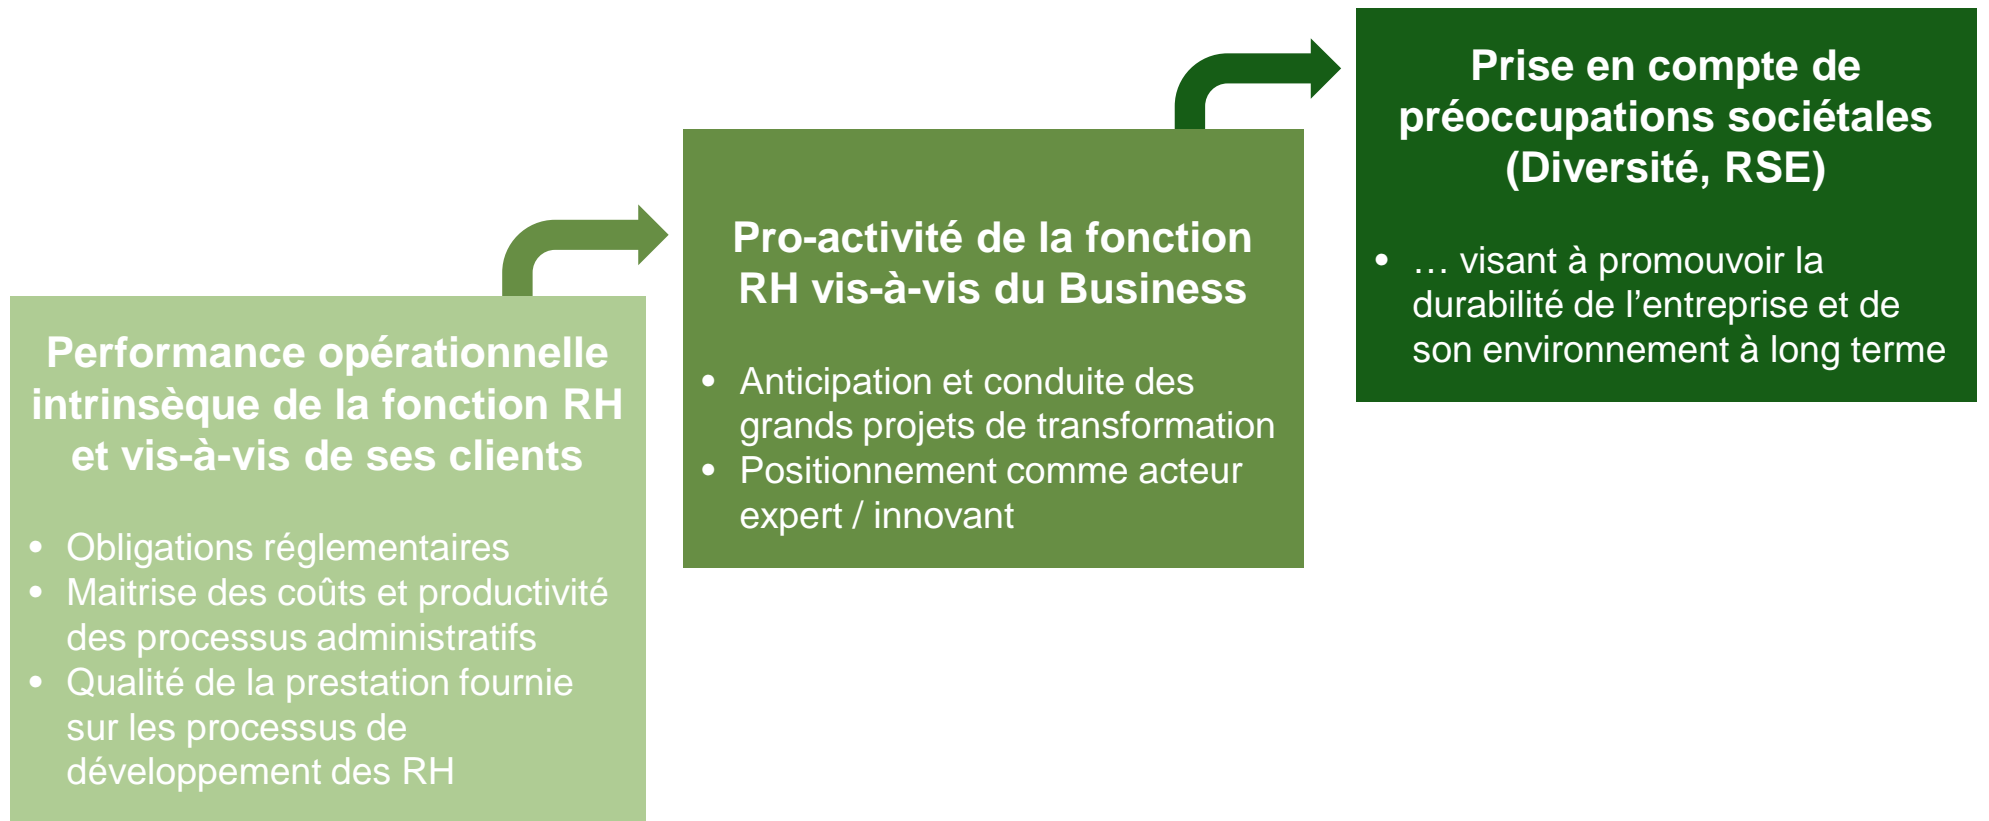 Performance opérationnelle
intrinsèque de la fonction RH
et vis-à-vis de ses clients
• Obligations réglementaires
• Maitrise des coûts et productivité
des processus administratifs
• Qualité de la prestation fournie
sur les processus de
développement des RH
Pro-activité de la fonction
RH vis-à-vis du Business
• Anticipation et conduite des
grands projets de transformation
• Positionnement comme acteur
expert / innovant
Prise en compte de
préoccupations sociétales
(Diversité, RSE)
• … visant à promouvoir la
durabilité de l’entreprise et de
son environnement à long terme